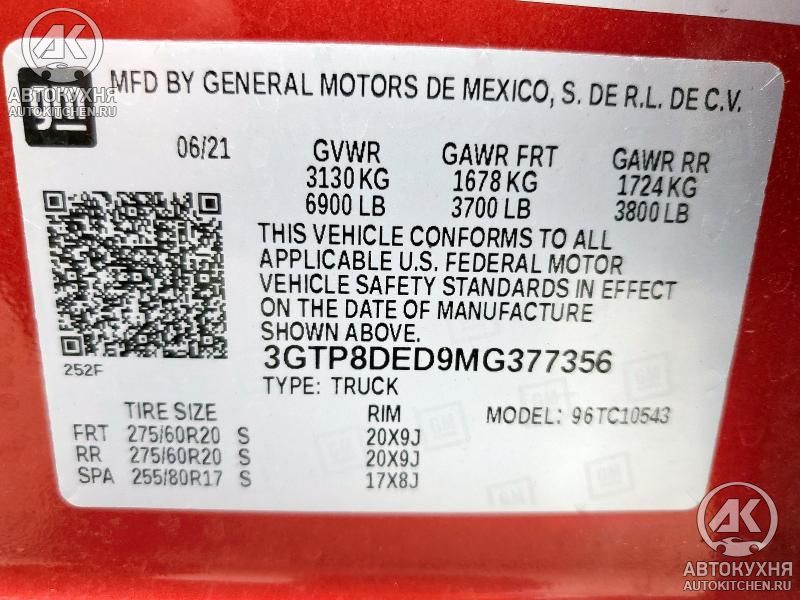 АК
АВТОКУХНЯ
AUTOKITCHEN.RU
gm
MFD BY GENERAL MOTORS DE MEXICO, S. DE R.L. DE C.V.
06/21 GVWR GAWR FRT GAWR RR
3130 KG 1678 KG 1724 KG
6900 LB 3700 LB 3800 LB
THIS VEHICLE CONFORMS TO ALL
APPLICABLE U.S. FEDERAL MOTOR
VEHICLE SAFETY STANDARDS IN EFFECT
ON THE DATE OF MANUFACTURE
SHOWN ABOVE.
252F
3GTP8DED9MG377356
TYPE: TRUCK
TIRE SIZE RIM MODEL: 96TC10543
FRT 275/60R20 S 20X9J
RR 275/60R20 S 20X9J
SPA 255/80R17 S 17X8J
АК
АВТОКУХНЯ
AUTOKITCHEN.RU